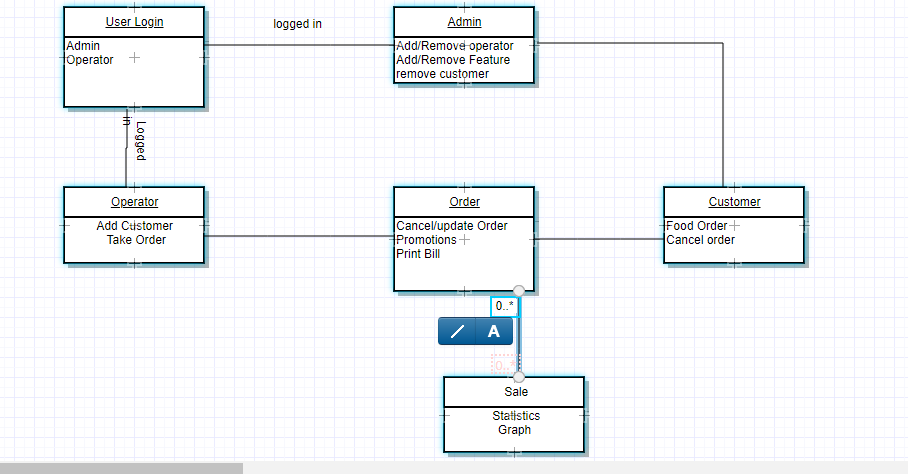 User Login
Admin
Operator
logged in
Admin
Add/Remove operator
Add/Remove Feature
remove customer
Logged
in
Operator
Add Customer
Take Order
Order
Cancel/update Order
Promotions
Print Bill
Customer
Food Order
Cancel order
0..*
A
0..*
Sale
Statistics
Graph